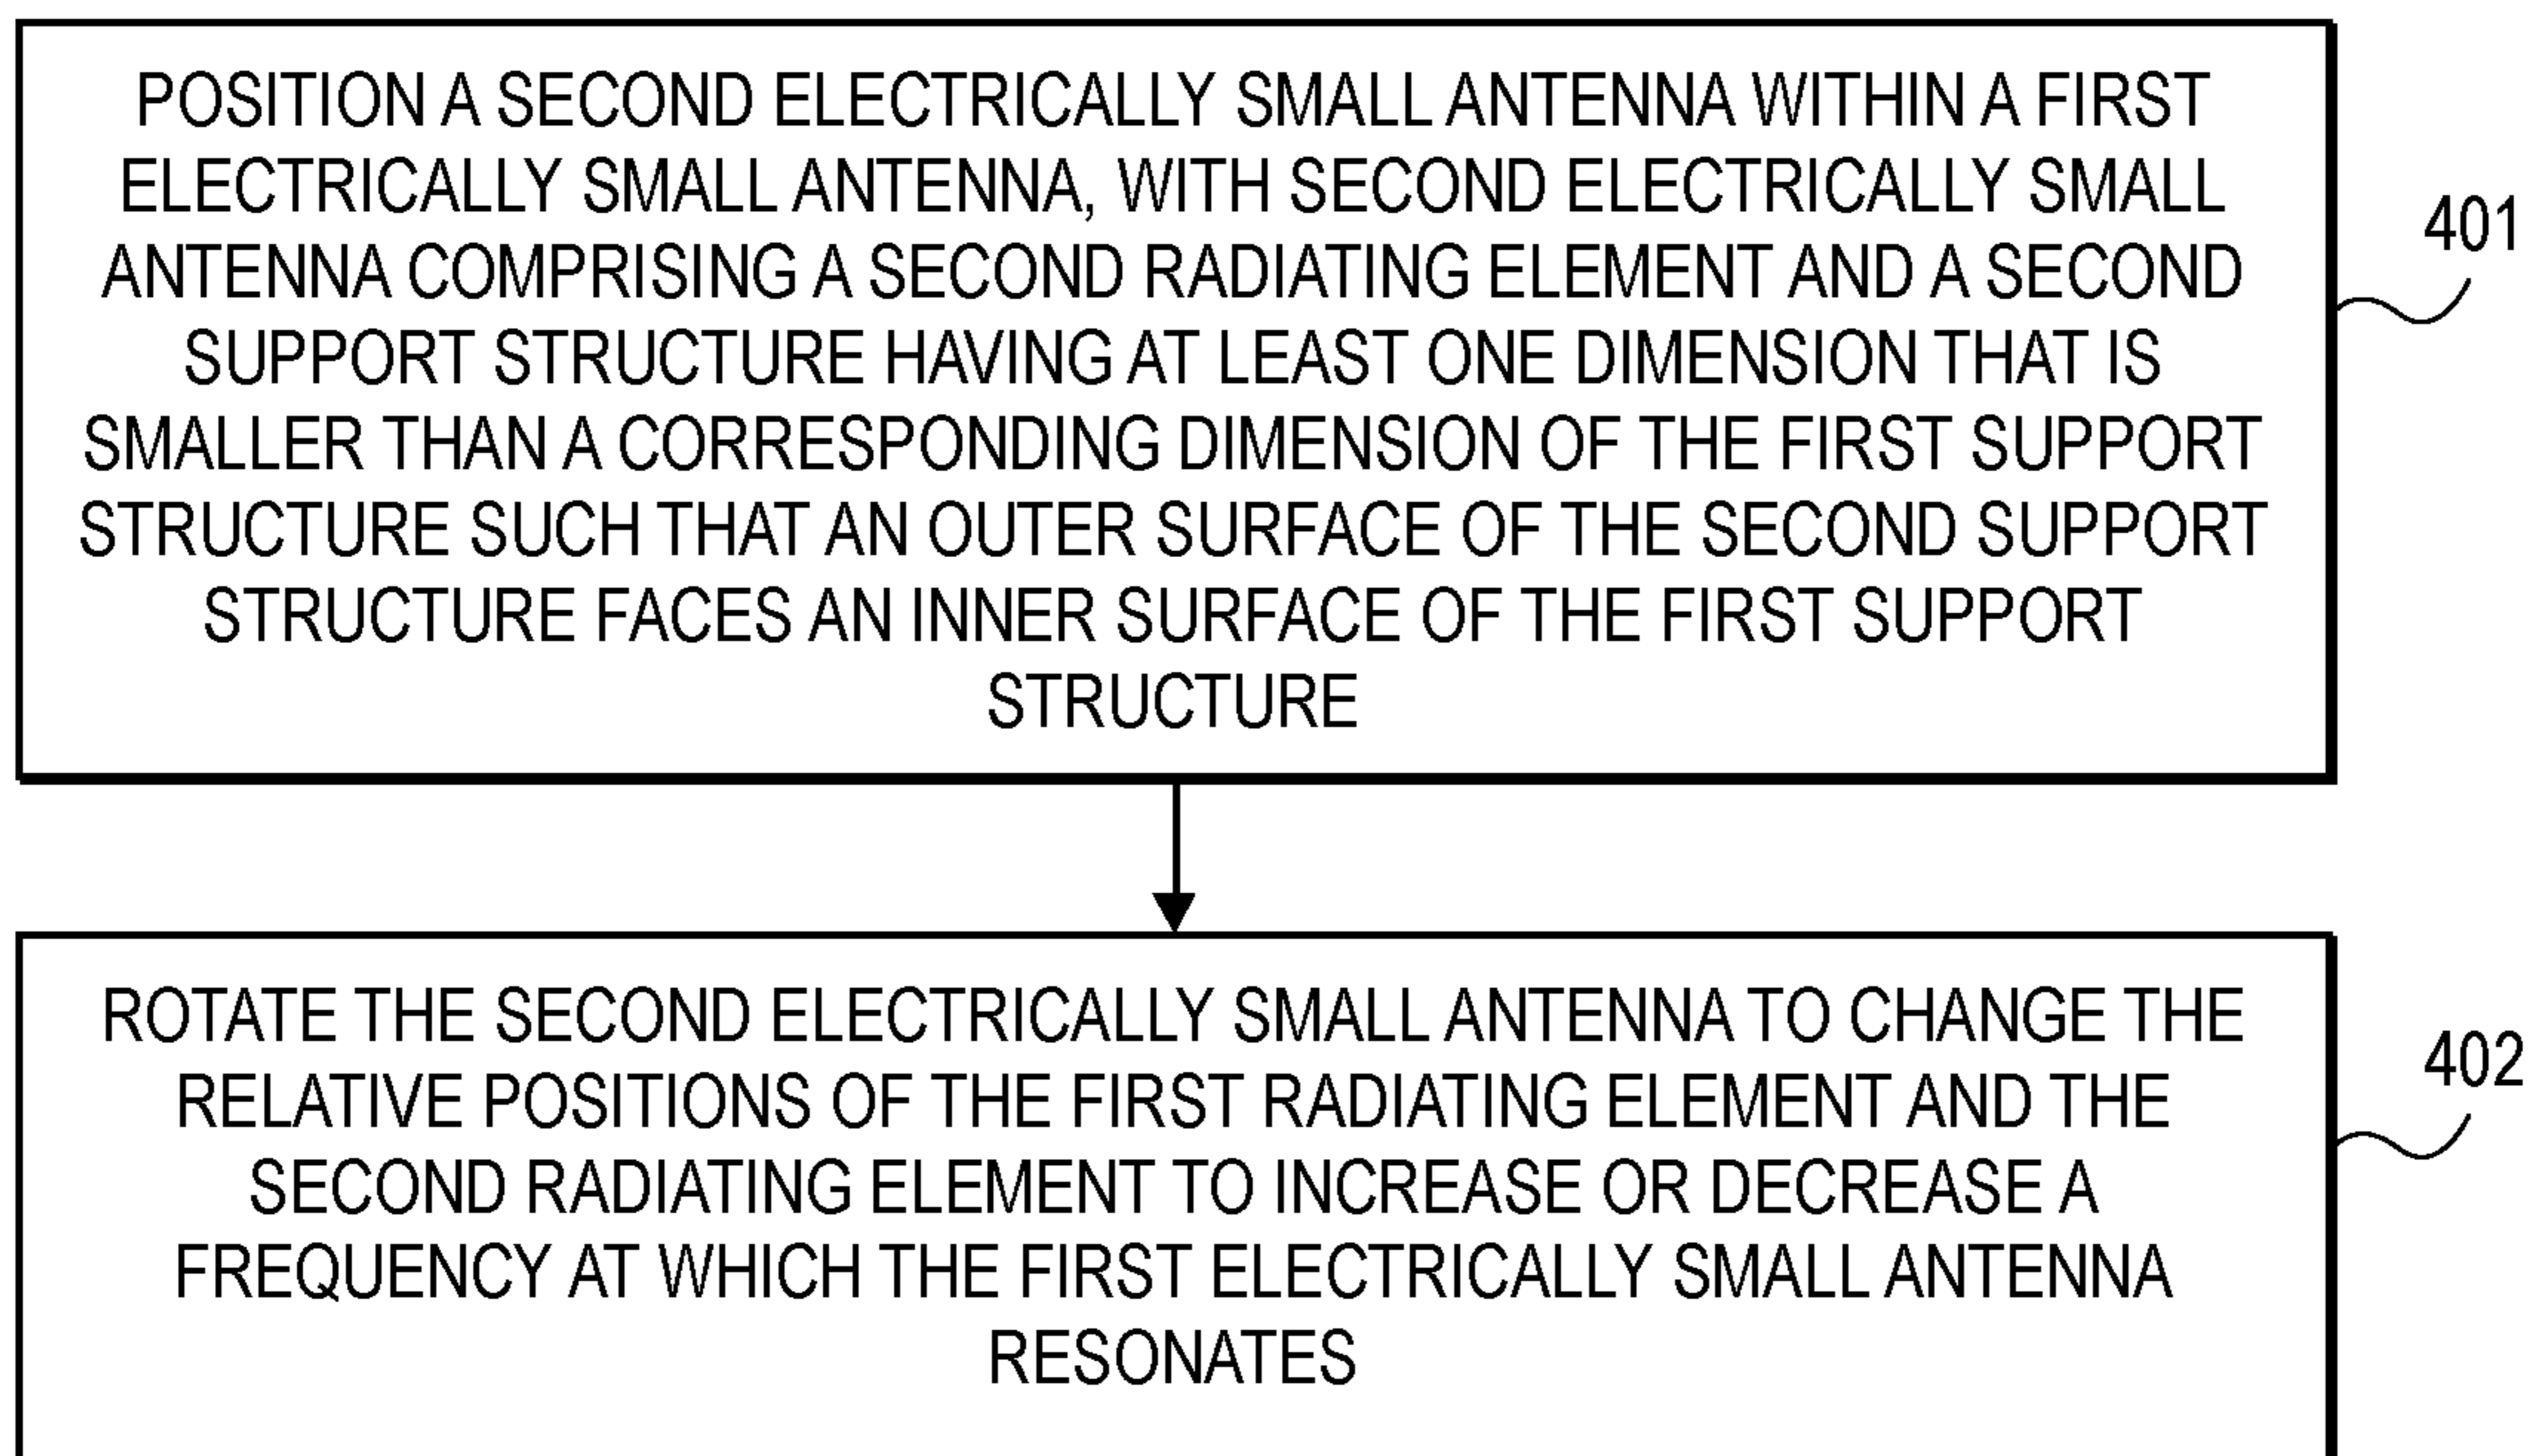 POSITION A SECOND ELECTRICALLY SMALL ANTENNA WITHIN A FIRST
ELECTRICALLY SMALL ANTENNA, WITH SECOND ELECTRICALLY SMALL
ANTENNA COMPRISING A SECOND RADIATING ELEMENT AND A SECOND
SUPPORT STRUCTURE HAVING AT LEAST ONE DIMENSION THAT IS
SMALLER THAN A CORRESPONDING DIMENSION OF THE FIRST SUPPORT
STRUCTURE SUCH THAT AN OUTER SURFACE OF THE SECOND SUPPORT
STRUCTURE FACES AN INNER SURFACE OF THE FIRST SUPPORT
STRUCTURE
401
ROTATE THE SECOND ELECTRICALLY SMALL ANTENNA TO CHANGE THE
RELATIVE POSITIONS OF THE FIRST RADIATING ELEMENT AND THE
SECOND RADIATING ELEMENT TO INCREASE OR DECREASE A
FREQUENCY AT WHICH THE FIRST ELECTRICALLY SMALL ANTENNA
RESONATES
402